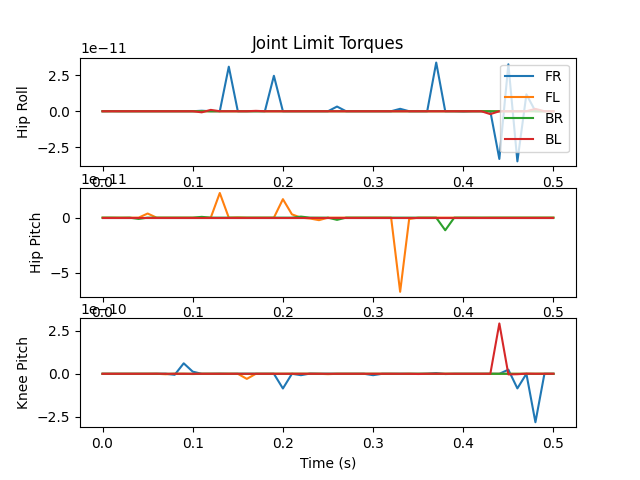 Joint Limit Torques
1e−11
Hip Roll
2.5
0.0
−2.5
FR
FL
BR
BL
0.0 0.1 0.2 0.3 0.4 0.5
1e−11
Hip Pitch
0
−5
0.0 0.1 0.2 0.3 0.4 0.5
1e−10
Knee Pitch
2.5
0.0
−2.5
0.0 0.1 0.2 0.3 0.4 0.5
Time (s)